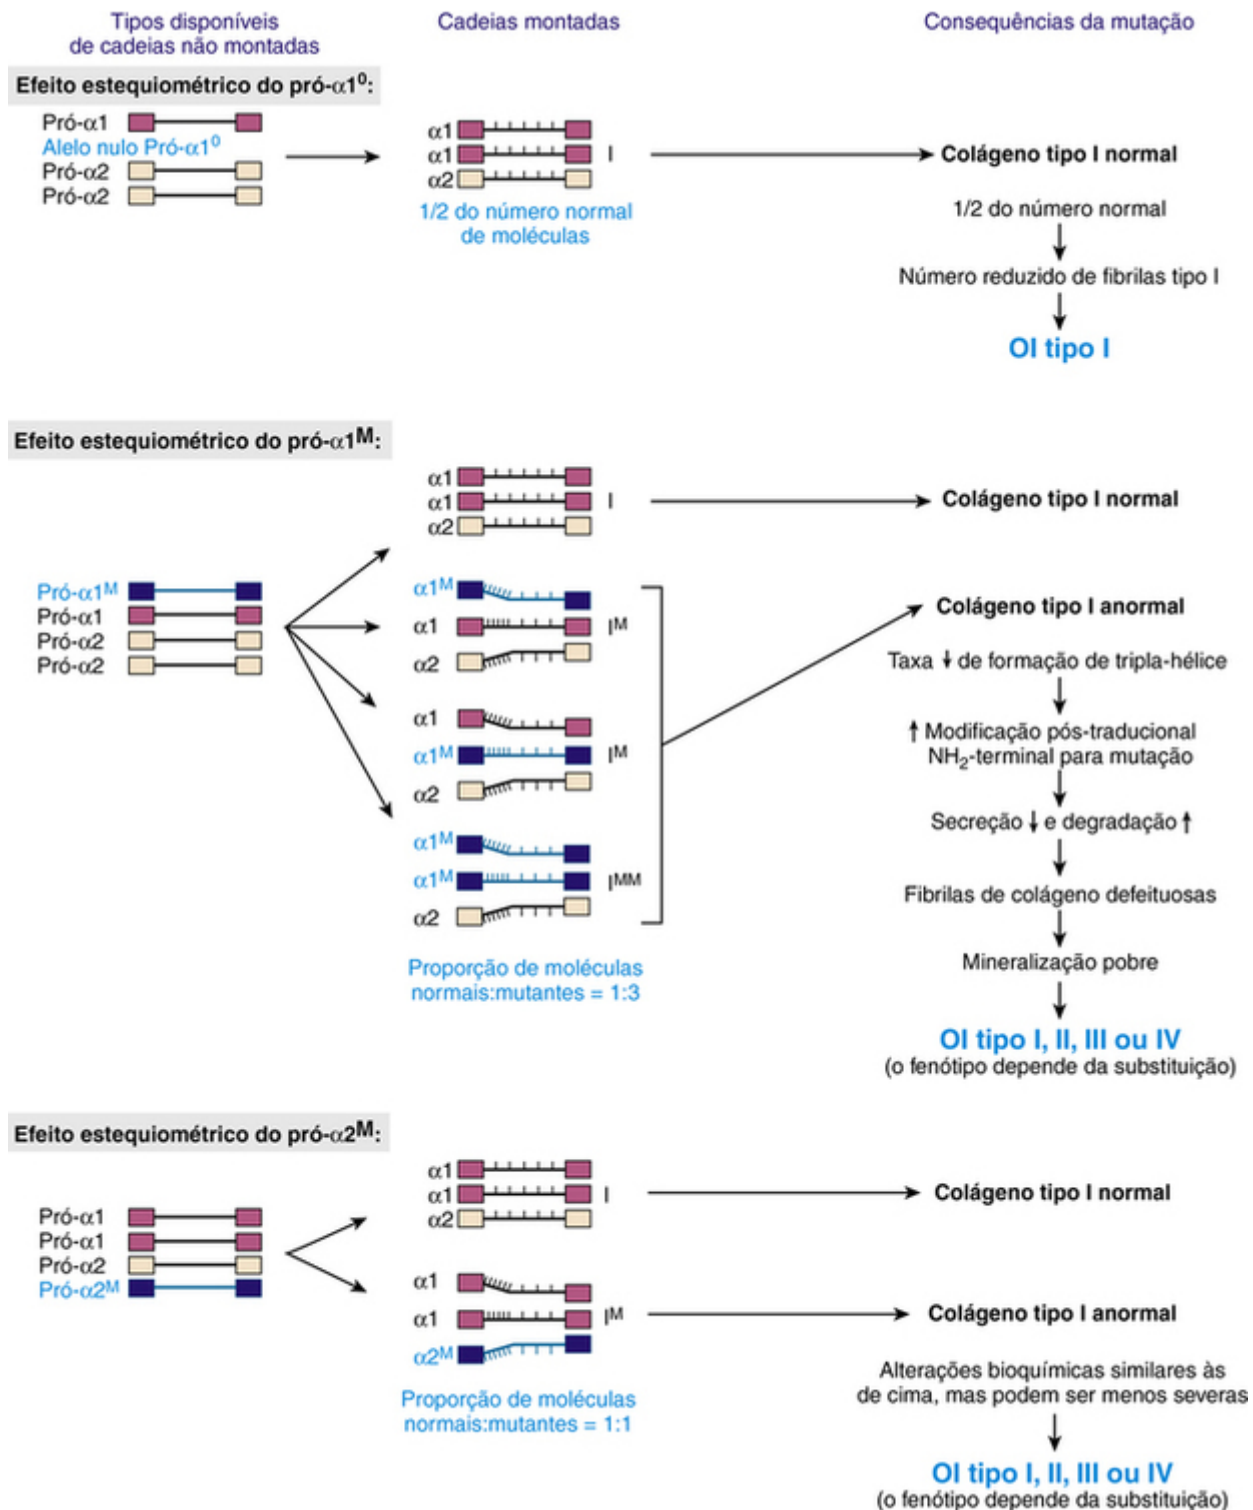 Tipos disponíveis
de cadeias não montadas
Cadeias montadas
Consequências da mutação
Efeito estequiométrico do pró-α1⁰:
Pró-α1
Alelo nulo Pró-α1⁰
Pró-α2
Pró-α2
α1
α1 I
α2
1/2 do número normal
de moléculas
Colágeno tipo I normal
1/2 do número normal
Número reduzido de fibrilas tipo I
OI tipo I
Efeito estequiométrico do pró-α1ᴹ:
Pró-α1ᴹ
Pró-α1
Pró-α2
Pró-α2
α1
α1 I
α2
α1ᴹ
α1 Iᴹ
α2
α1
α1ᴹ Iᴹ
α2
α1ᴹ
α1ᴹ Iᴹᴹ
α2
Proporção de moléculas
normais:mutantes = 1:3
Colágeno tipo I normal
Colágeno tipo I anormal
Taxa ↓ de formação de tripla-hélice
↑ Modificação pós-traducional
NH₂-terminal para mutação
Secreção ↓ e degradação ↑
Fibrilas de colágeno defeituosas
Mineralização pobre
OI tipo I, II, III ou IV
(o fenótipo depende da substituição)
Efeito estequiométrico do pró-α2ᴹ:
Pró-α1
Pró-α1
Pró-α2
Pró-α2ᴹ
α1
α1 I
α2
α1
α1 Iᴹ
α2ᴹ
Proporção de moléculas
normais:mutantes = 1:1
Colágeno tipo I normal
Colágeno tipo I anormal
Alterações bioquímicas similares às
de cima, mas podem ser menos severas
OI tipo I, II, III ou IV
(o fenótipo depende da substituição)